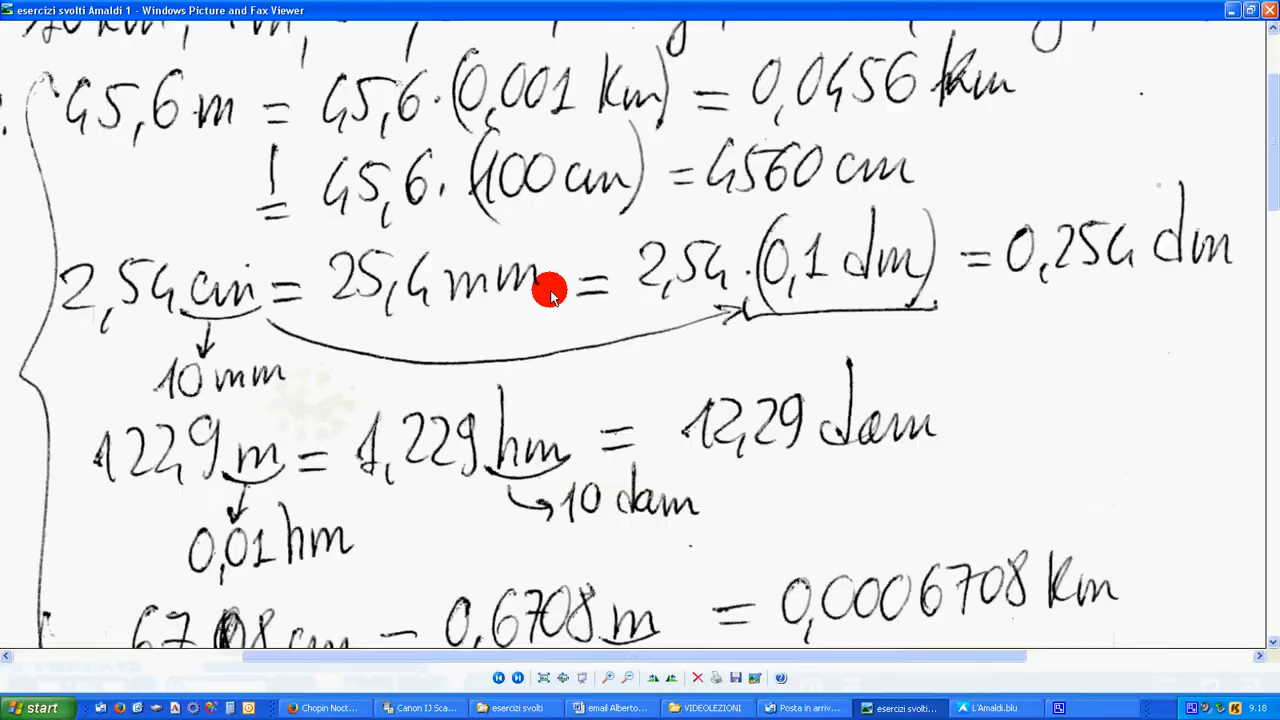 esercizi svolti Amaldi 1 - Windows Picture and Fax Viewer
45,6 m = 45,6 · (0,001 Km) = 0,0456 km
= 45,6 · (100 cm) = 4560 cm
2,54 cm = 25,4 mm = 2,54 · (0,1 dm) = 0,254 dm
10 mm
122,9 m = 1,229 hm = 12,29 dam
10 dam
0,01 hm
0,6708 m = 0,0006708 Km
start
Chopin Noct...
Canon IJ Sca...
esercizi svolti
email Alberto...
VIDEOLEZIONI
Posta in arriv...
esercizi svolti...
L'Amaldi.blu
9.18